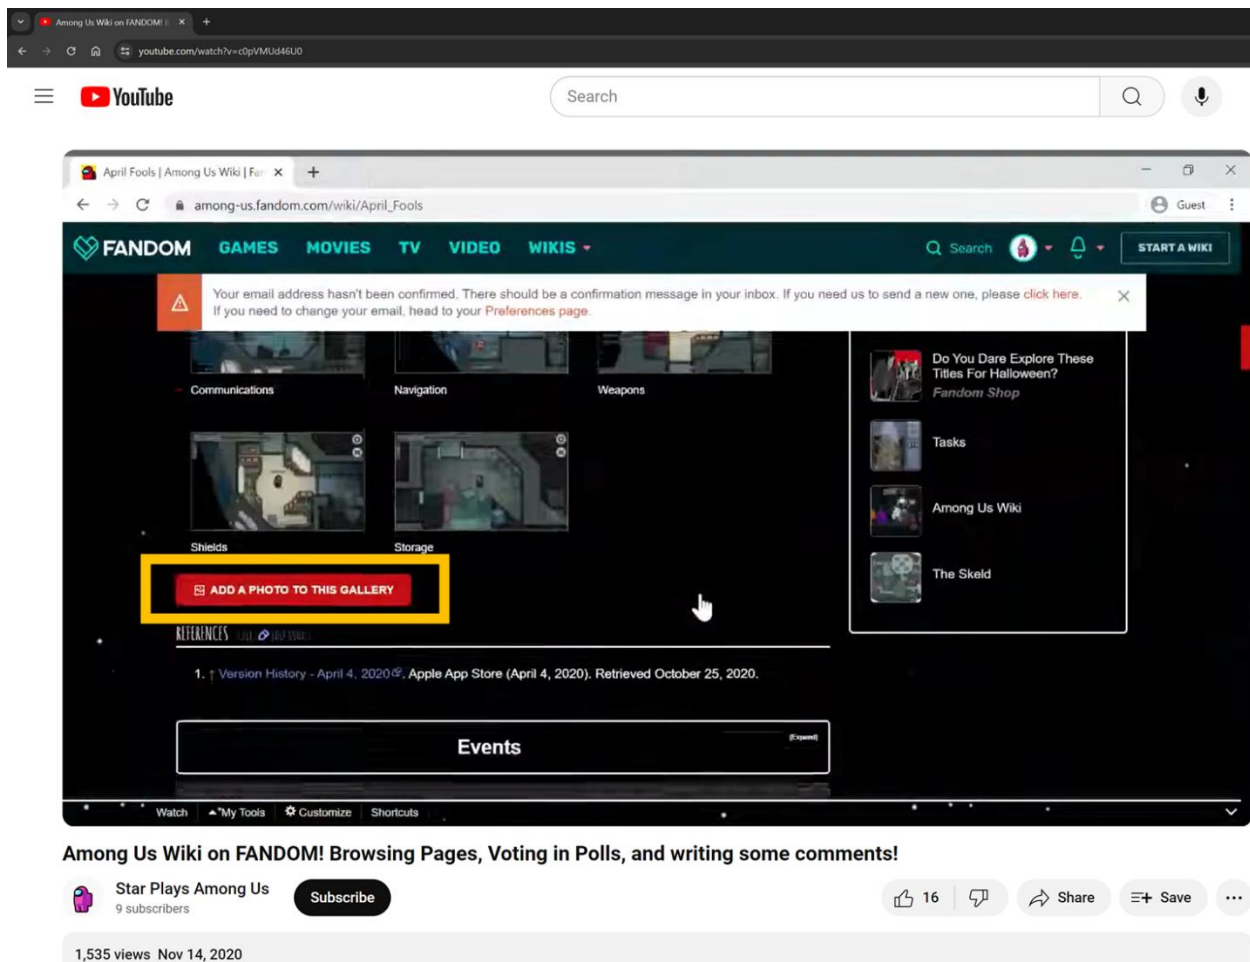 Among Us Wiki on FANDOM!
youtube.com/watch?v=c0pVMUd46U0
YouTube
Search
April Fools | Among Us Wiki | Fan
among-us.fandom.com/wiki/April_Fools
Guest
FANDOM GAMES MOVIES TV VIDEO WIKIS Search START A WIKI
Your email address hasn't been confirmed. There should be a confirmation message in your inbox. If you need us to send a new one, please click here.
If you need to change your email, head to your Preferences page.
Communications Navigation Weapons
Do You Dare Explore These
Titles For Halloween?
Fandom Shop
Tasks
Among Us Wiki
The Skeld
Shields Storage
ADD A PHOTO TO THIS GALLERY
REFERENCES
1. ↑ Version History - April 4, 2020. Apple App Store (April 4, 2020). Retrieved October 25, 2020.
Events
(Expand)
Watch My Tools Customize Shortcuts
Among Us Wiki on FANDOM! Browsing Pages, Voting in Polls, and writing some comments!
Star Plays Among Us
9 subscribers
Subscribe
16 Share Save
1,535 views Nov 14, 2020